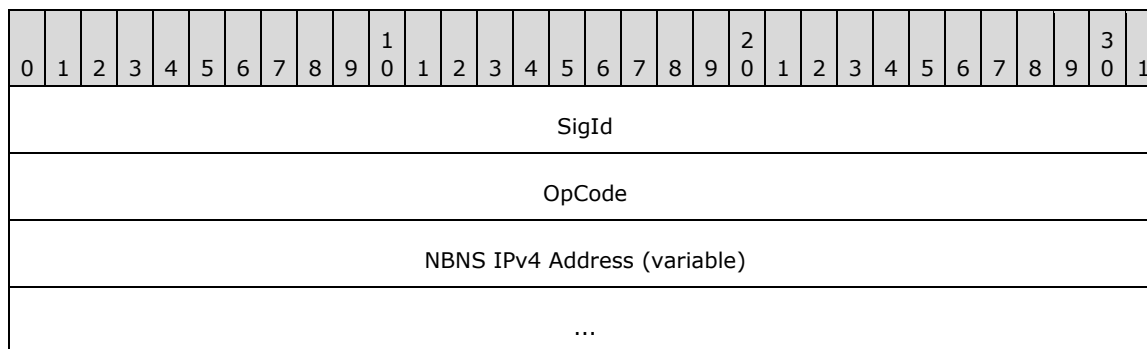 0 1 2 3 4 5 6 7 8 9 1 0 1 2 3 4 5 6 7 8 9 2 0 1 2 3 4 5 6 7 8 9 3 0 1
SigId
OpCode
NBNS IPv4 Address (variable)
...